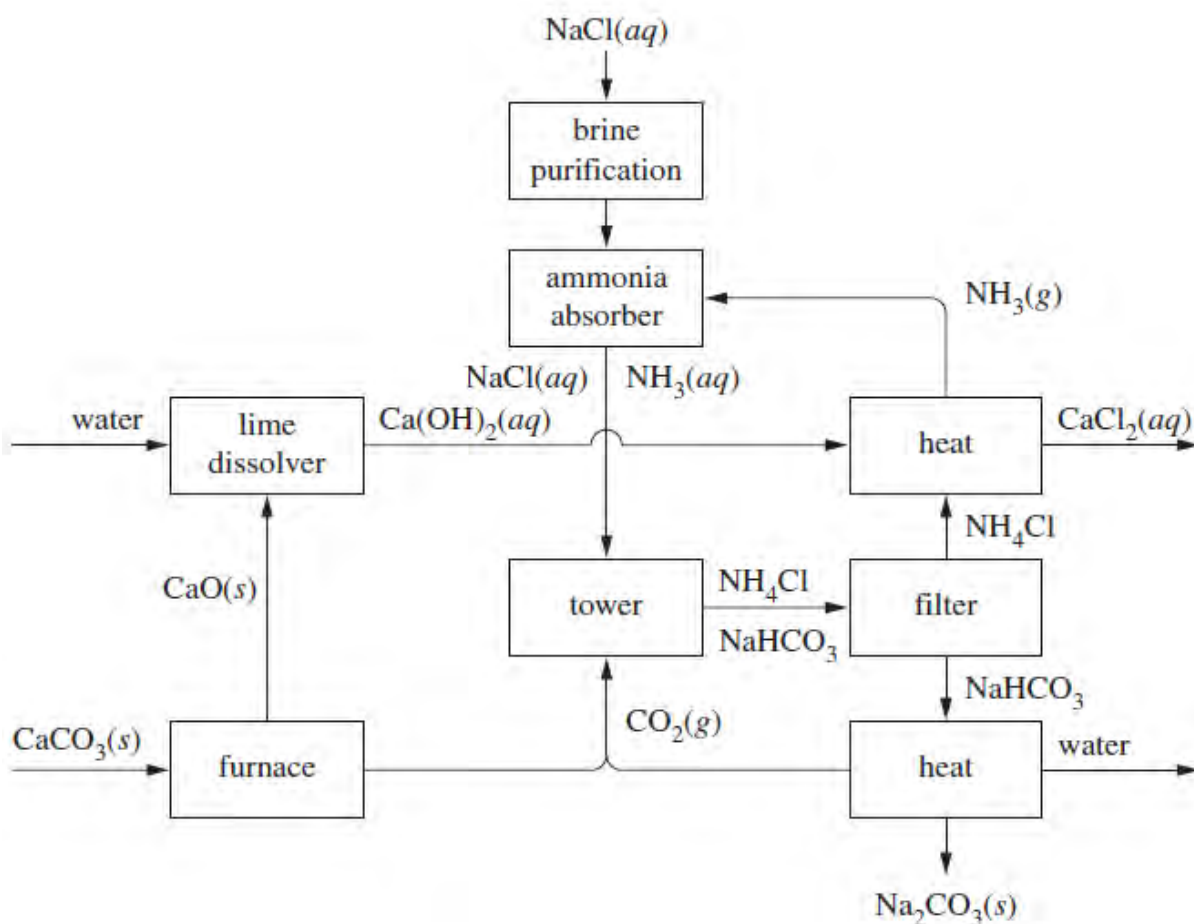 NaCl(aq)
brine
purification
ammonia
absorber
NH₃(g)
NaCl(aq) NH₃(aq)
water
lime
dissolver
Ca(OH)₂(aq)
heat
CaCl₂(aq)
NH₄Cl
CaO(s)
tower
NH₄Cl
NaHCO₃
filter
NaHCO₃
CaCO₃(s)
furnace
CO₂(g)
heat
water
Na₂CO₃(s)